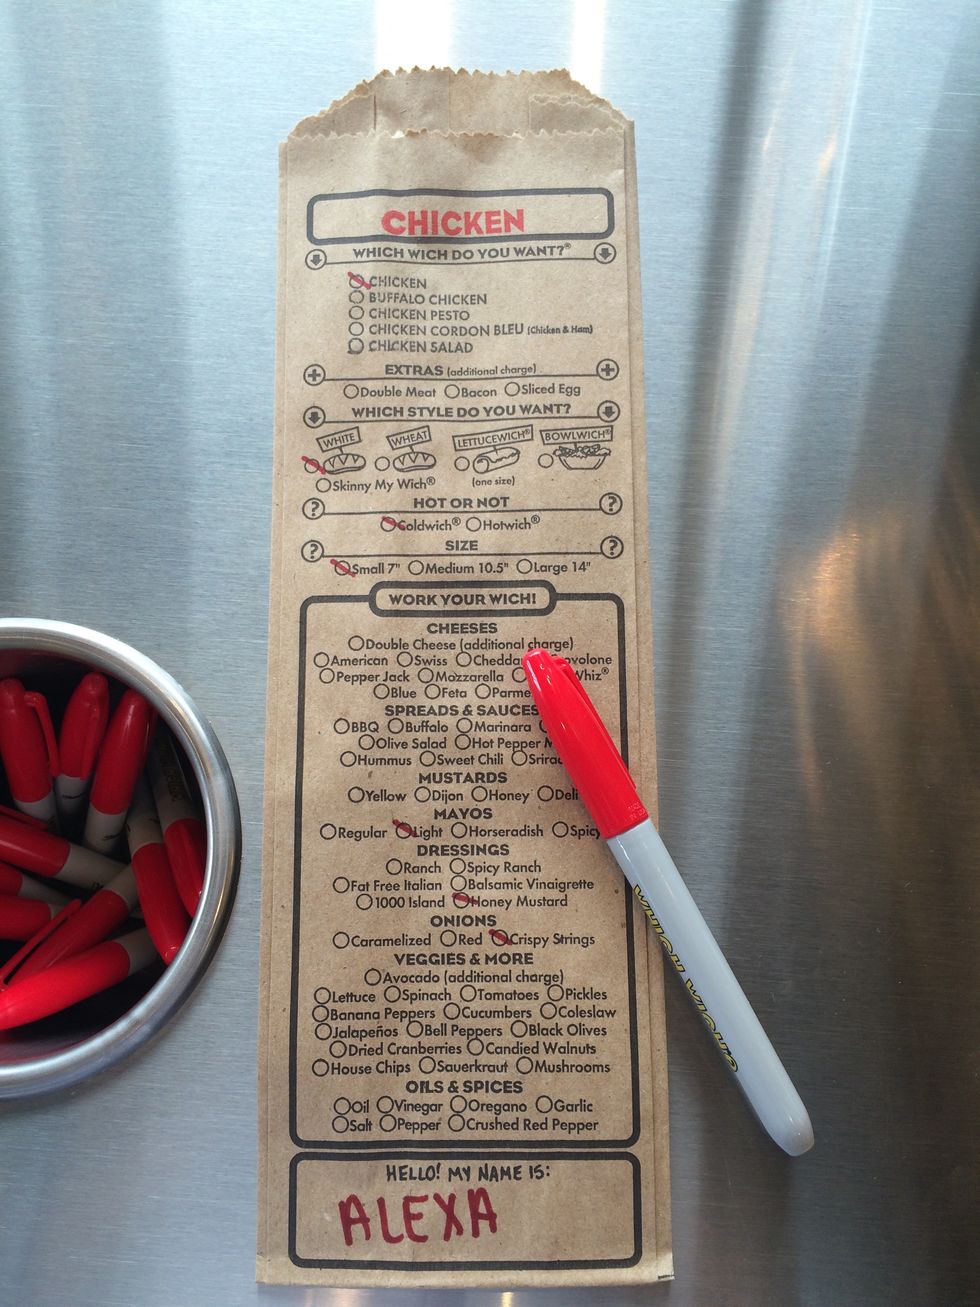 CHICKEN
WHICH WICH DO YOU WANT?®
CHICKEN
BUFFALO CHICKEN
CHICKEN PESTO
CHICKEN CORDON BLEU (Chicken & Ham)
CHICKEN SALAD
EXTRAS (additional charge)
Double Meat Bacon Sliced Egg
WHICH STYLE DO YOU WANT?
WHITE WHEAT LETTUCEWICH® BOWLWICH®
Skinny My Wich® (one size)
HOT OR NOT
Coldwich® Hotwich®
SIZE
Small 7" Medium 10.5" Large 14"
WORK YOUR WICH!
CHEESES
Double Cheese (additional charge)
American Swiss
Pepper Jack Mozzarella Whiz®
Blue Feta
SPREADS & SAUCES
BBQ Buffalo Marinara
Olive Salad Hot Pepper
Hummus Sweet Chili
MUSTARDS
Yellow Dijon Honey
MAYOS
Regular Light Horseradish Spicy
DRESSINGS
Ranch Spicy Ranch
Fat Free Italian Balsamic Vinaigrette
1000 Island Honey Mustard
ONIONS
Caramelized Red Crispy Strings
VEGGIES & MORE
Avocado (additional charge)
Lettuce Spinach Tomatoes Pickles
Banana Peppers Cucumbers Coleslaw
Jalapeños Bell Peppers Black Olives
Dried Cranberries Candied Walnuts
House Chips Sauerkraut Mushrooms
OILS & SPICES
Oil Vinegar Oregano Garlic
Salt Pepper Crushed Red Pepper
HELLO! MY NAME IS:
ALEXA
WHICH WICH®